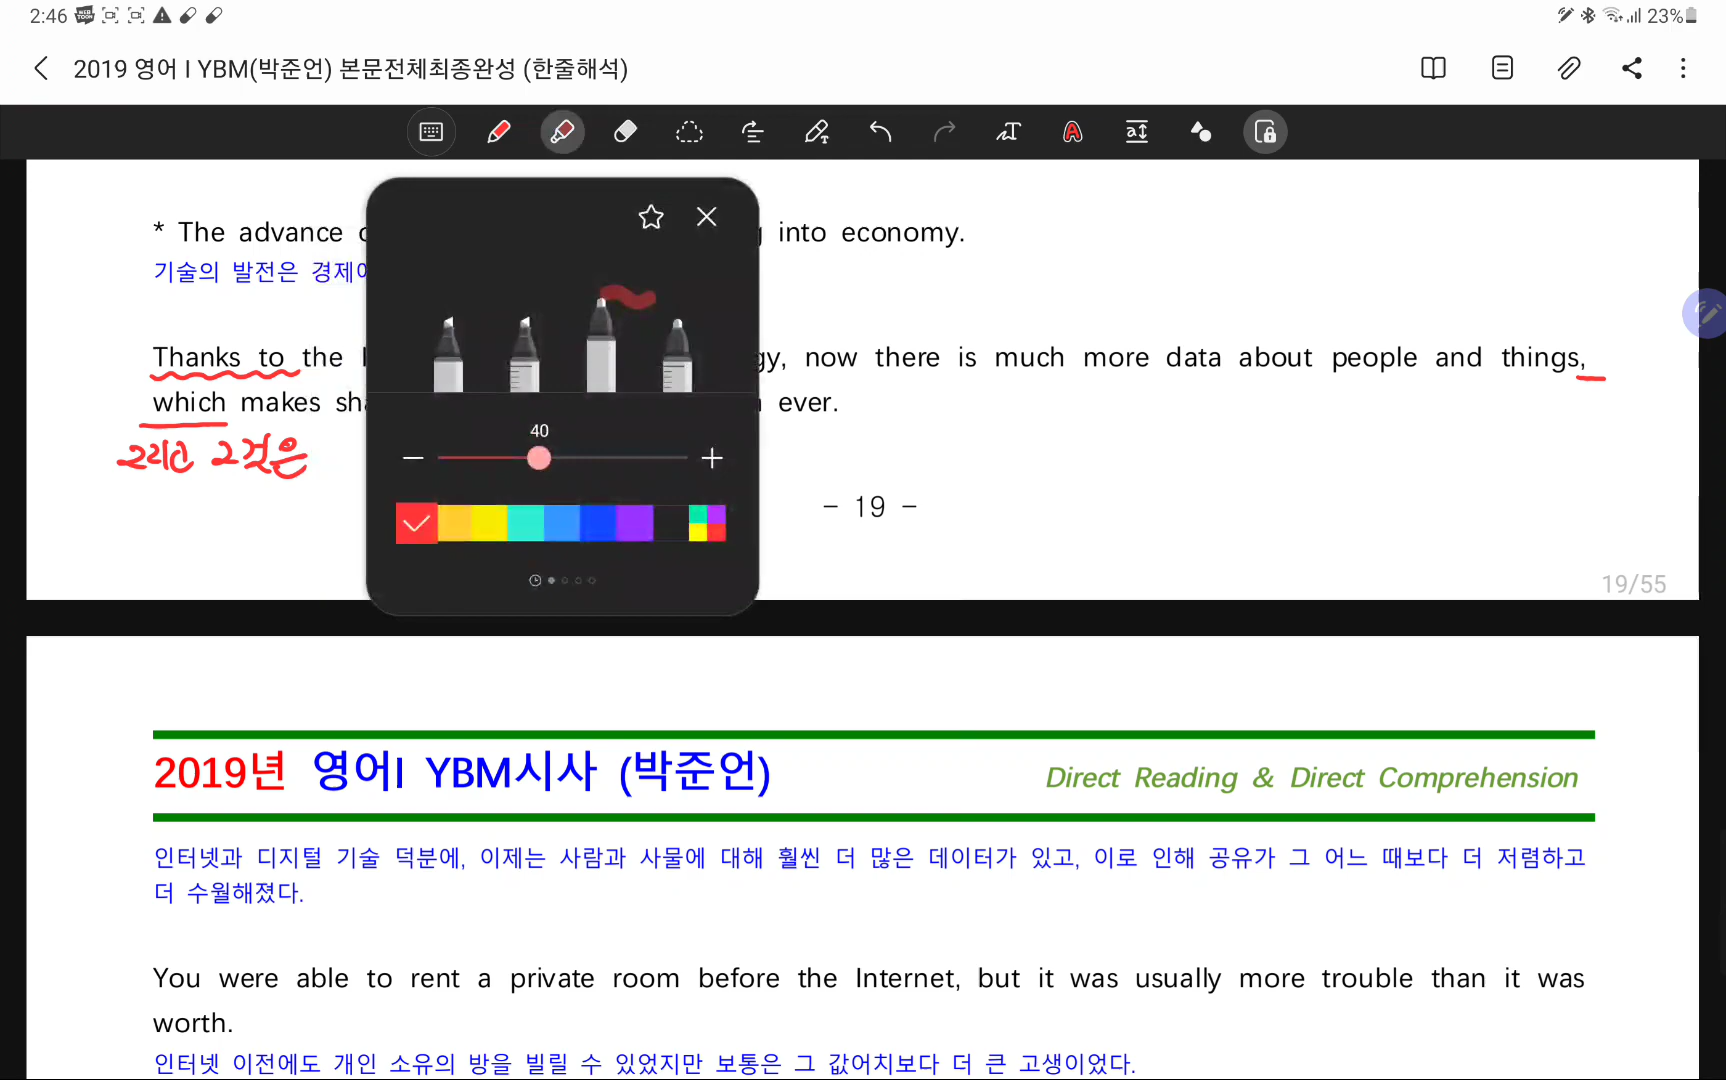 2:46 23%
2019 영어 I YBM(박준언) 본문전체최종완성 (한줄해석)
* The advance into economy.
기술의 발전은 경제에
Thanks to the gy, now there is much more data about people and things,
which makes ever.
그리고 그것은
40
- 19 -
19/55
2019년 영어I YBM시사 (박준언) Direct Reading & Direct Comprehension
인터넷과 디지털 기술 덕분에, 이제는 사람과 사물에 대해 훨씬 더 많은 데이터가 있고, 이로 인해 공유가 그 어느 때보다 더 저렴하고
더 수월해졌다.
You were able to rent a private room before the Internet, but it was usually more trouble than it was
worth.
인터넷 이전에도 개인 소유의 방을 빌릴 수 있었지만 보통은 그 값어치보다 더 큰 고생이었다.